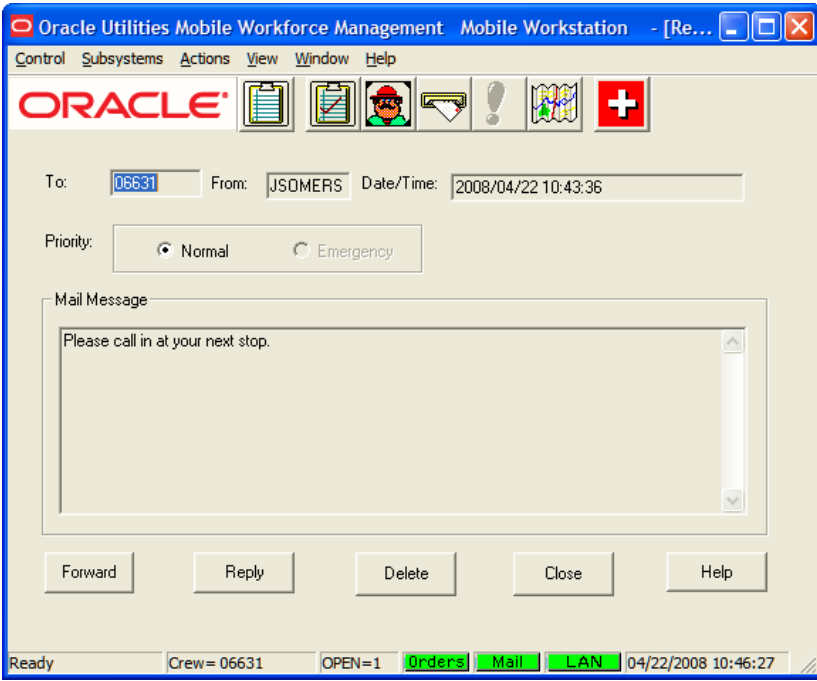 Oracle Utilities Mobile Workforce Management Mobile Workstation - [Re...
Control Subsystems Actions View Window Help
ORACLE
To: 06631 From: JSOMERS Date/Time: 2008/04/22 10:43:36
Priority: Normal Emergency
Mail Message
Please call in at your next stop.
Forward Reply Delete Close Help
Ready Crew= 06631 OPEN=1 Orders Mail LAN 04/22/2008 10:46:27